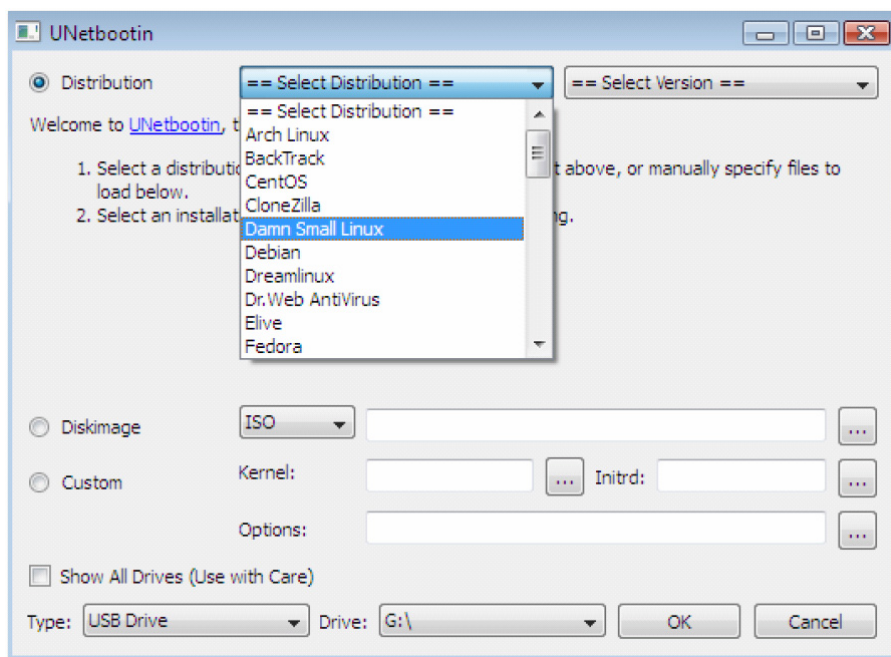 UNetbootin
Distribution == Select Distribution == == Select Version ==
== Select Distribution ==
Arch Linux
BackTrack
CentOS
CloneZilla
Damn Small Linux
Debian
Dreamlinux
Dr.Web AntiVirus
Elive
Fedora
Welcome to UNetbootin, t
1. Select a distributi t above, or manually specify files to
load below.
2. Select an installat ng.
Diskimage ISO ...
Custom Kernel: ... Initrd: ...
Options: ...
Show All Drives (Use with Care)
Type: USB Drive Drive: G:\ OK Cancel